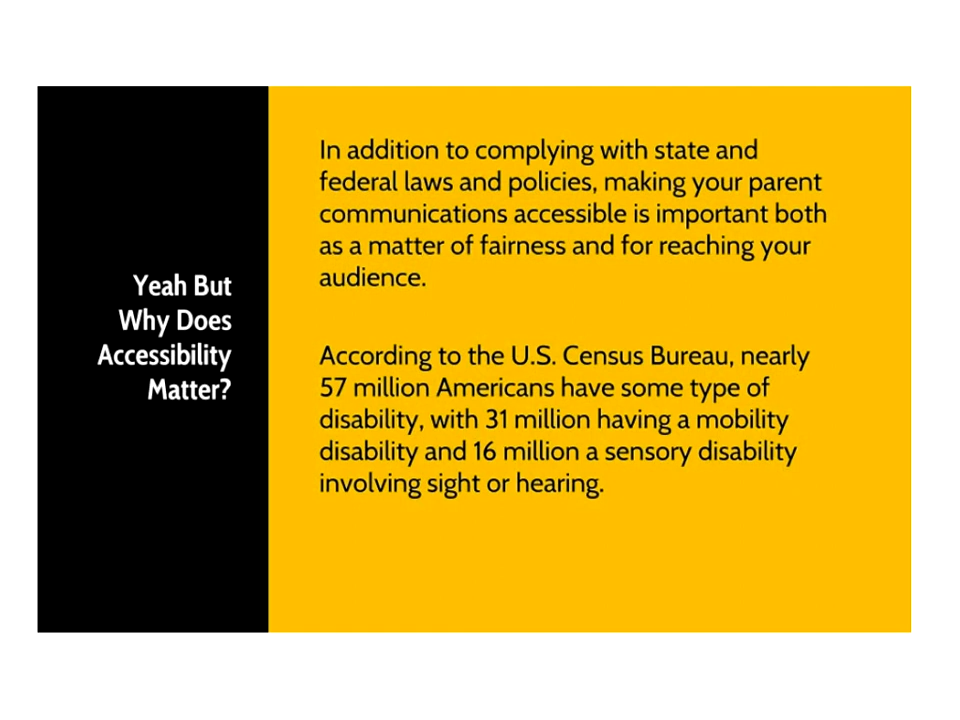 Yeah But
Why Does
Accessibility
Matter?
In addition to complying with state and
federal laws and policies, making your parent
communications accessible is important both
as a matter of fairness and for reaching your
audience.
According to the U.S. Census Bureau, nearly
57 million Americans have some type of
disability, with 31 million having a mobility
disability and 16 million a sensory disability
involving sight or hearing.